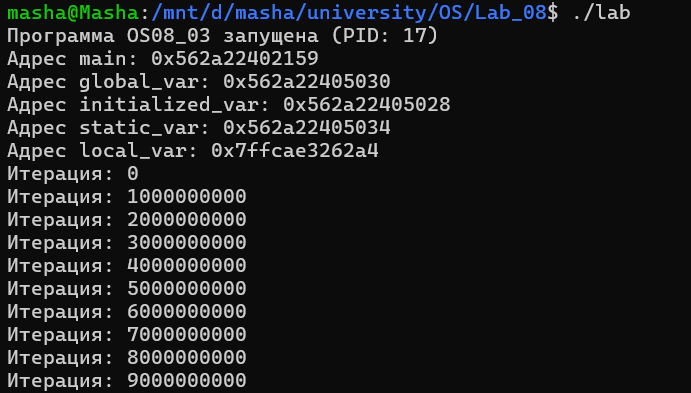 masha@Masha:/mnt/d/masha/university/OS/Lab_08$ ./lab
Программа OS08_03 запущена (PID: 17)
Адрес main: 0x562a22402159
Адрес global_var: 0x562a22405030
Адрес initialized_var: 0x562a22405028
Адрес static_var: 0x562a22405034
Адрес local_var: 0x7ffcae3262a4
Итерация: 0
Итерация: 1000000000
Итерация: 2000000000
Итерация: 3000000000
Итерация: 4000000000
Итерация: 5000000000
Итерация: 6000000000
Итерация: 7000000000
Итерация: 8000000000
Итерация: 9000000000